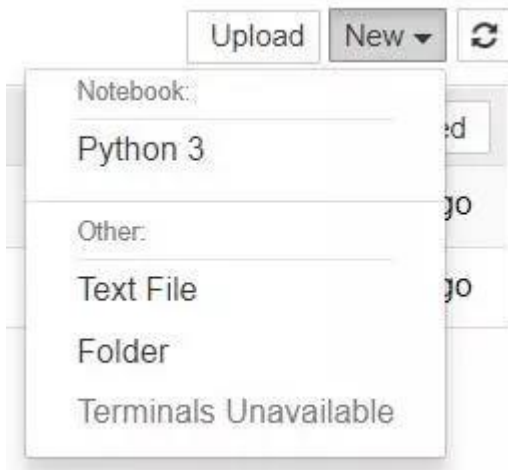 Upload New
Notebook:
Python 3
Other:
Text File
Folder
Terminals Unavailable